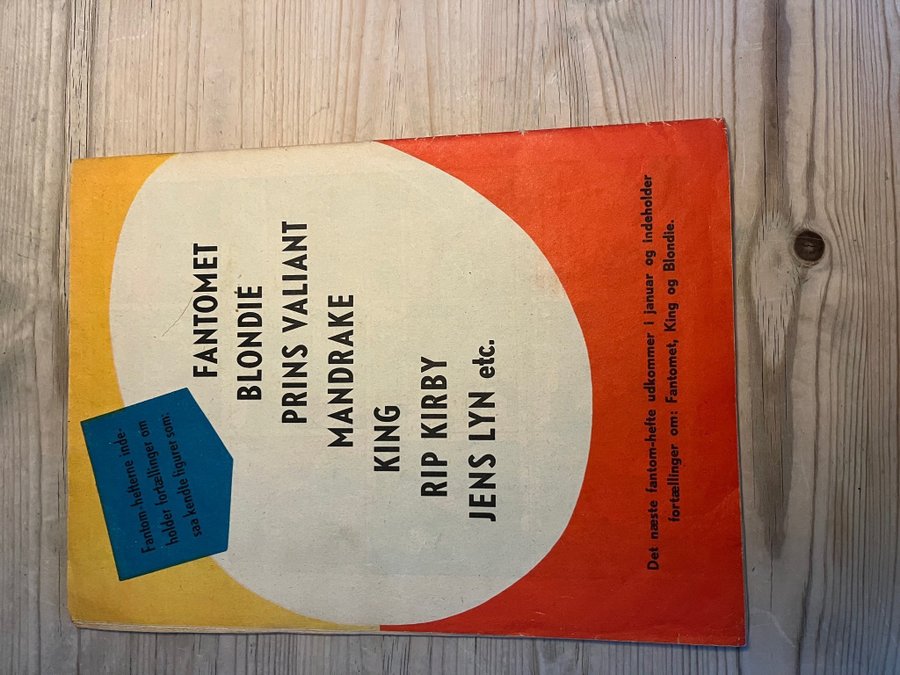 Fantom-hefterne inde-
holder fortællinger om
saa kendte figurer som:
FANTOMET
BLONDIE
PRINS VALIANT
MANDRAKE
KING
RIP KIRBY
JENS LYN etc.
Det næste fantom-hefte udkommer i januar og indeholder
fortællinger om: Fantomet, King og Blondie.